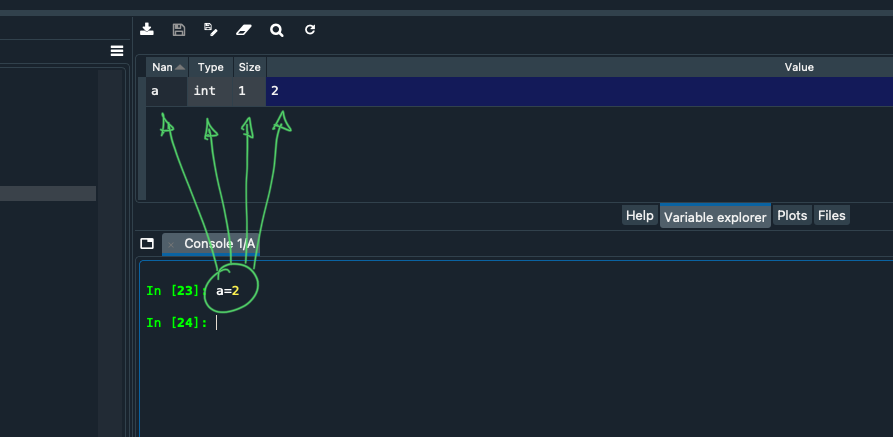 Nan Type Size Value
a int 1 2
Help Variable explorer Plots Files
× Console 1/A
In [23]: a=2
In [24]: